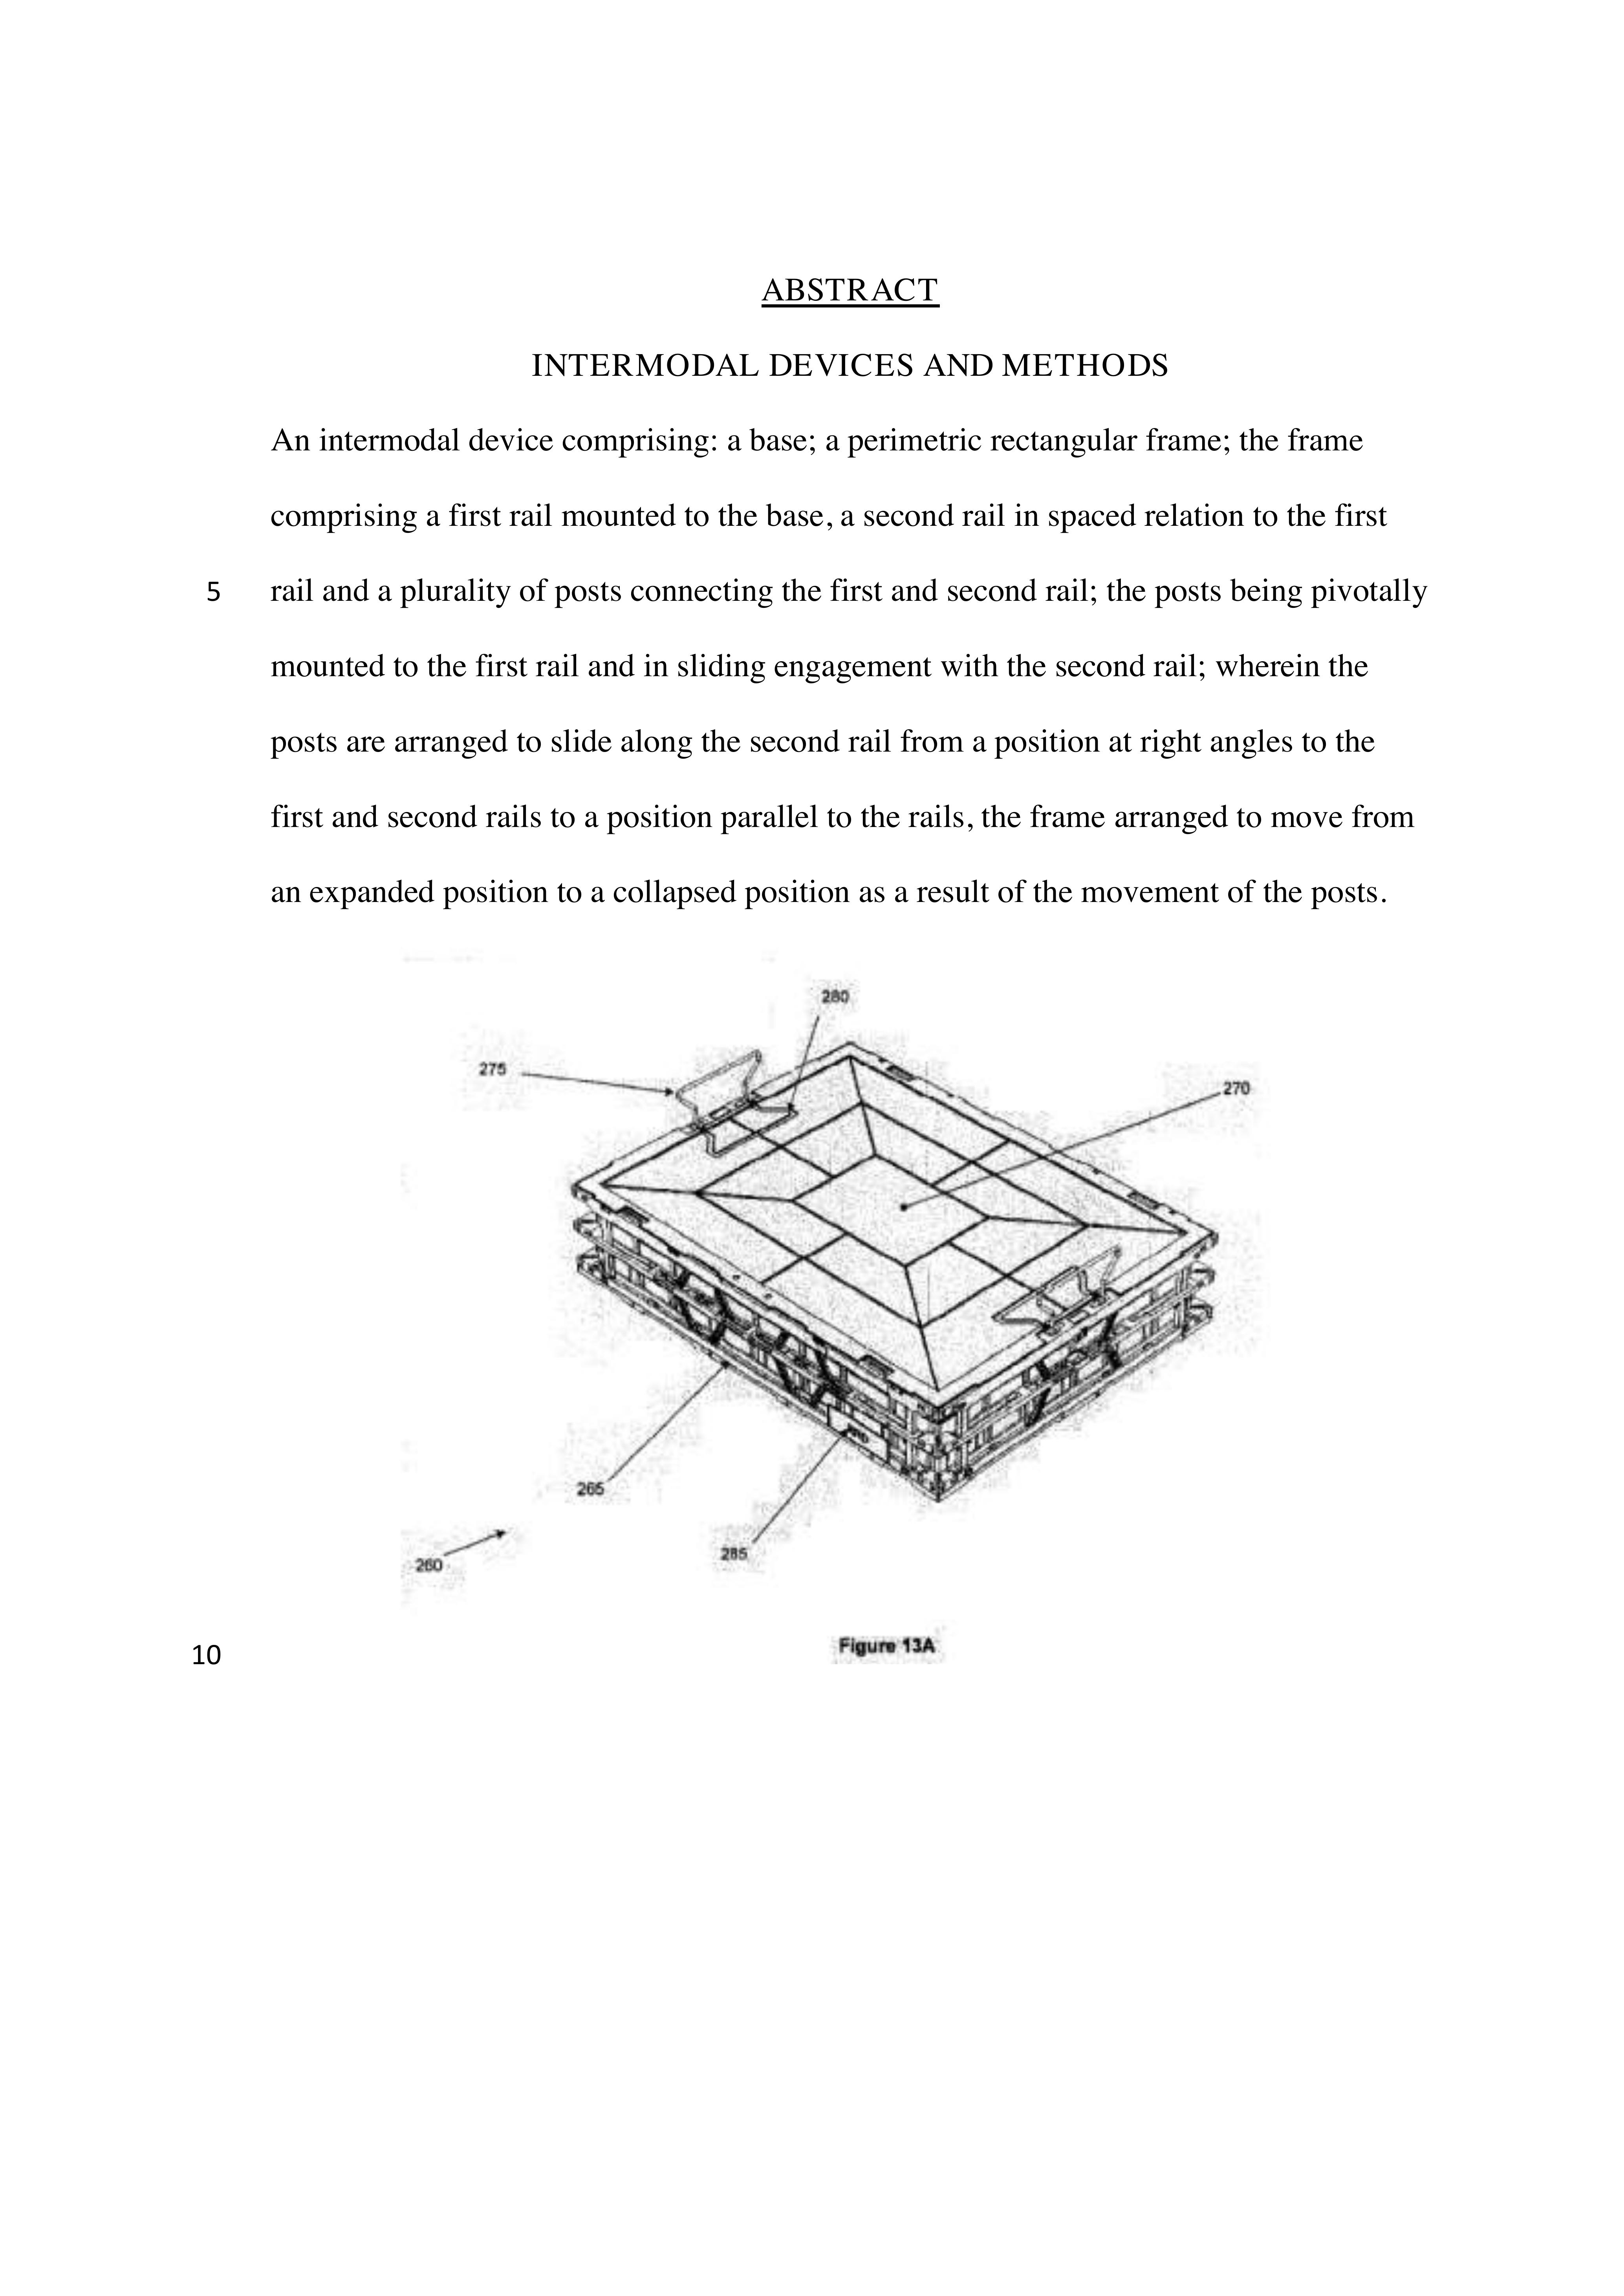 ABSTRACT
INTERMODAL DEVICES AND METHODS
An intermodal device comprising: a base; a perimetric rectangular frame; the frame
comprising a first rail mounted to the base, a second rail in spaced relation to the first
5 rail and a plurality of posts connecting the first and second rail; the posts being pivotally
mounted to the first rail and in sliding engagement with the second rail; wherein the
posts are arranged to slide along the second rail from a position at right angles to the
first and second rails to a position parallel to the rails, the frame arranged to move from
an expanded position to a collapsed position as a result of the movement of the posts.
280
275
270
265
285
260
10
Figure 13A